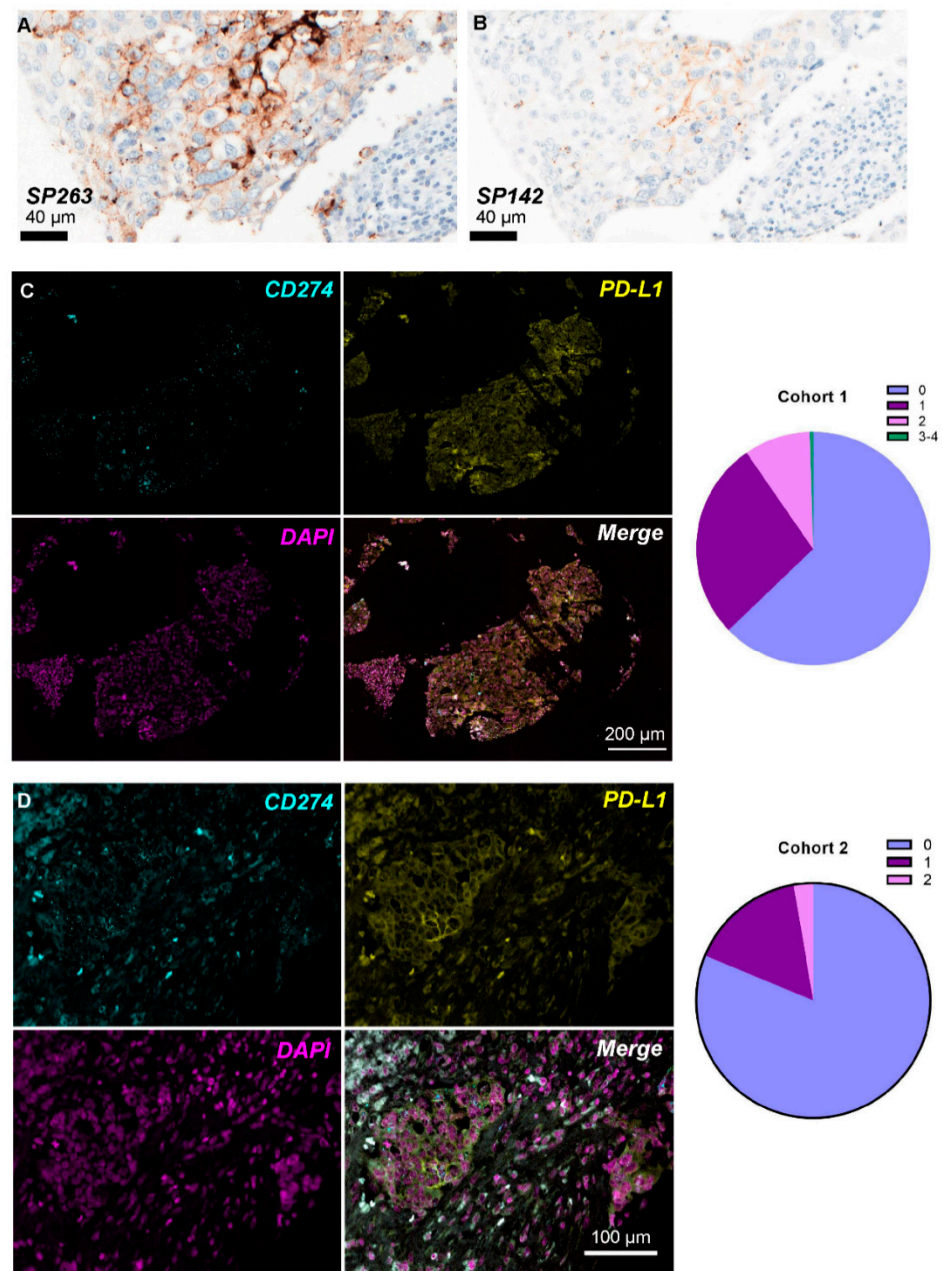 A
SP263
40 µm
B
SP142
40 µm
C
CD274
PD-L1
DAPI
Merge
200 µm
Cohort 1
0
1
2
3-4
D
CD274
PD-L1
DAPI
Merge
100 µm
Cohort 2
0
1
2